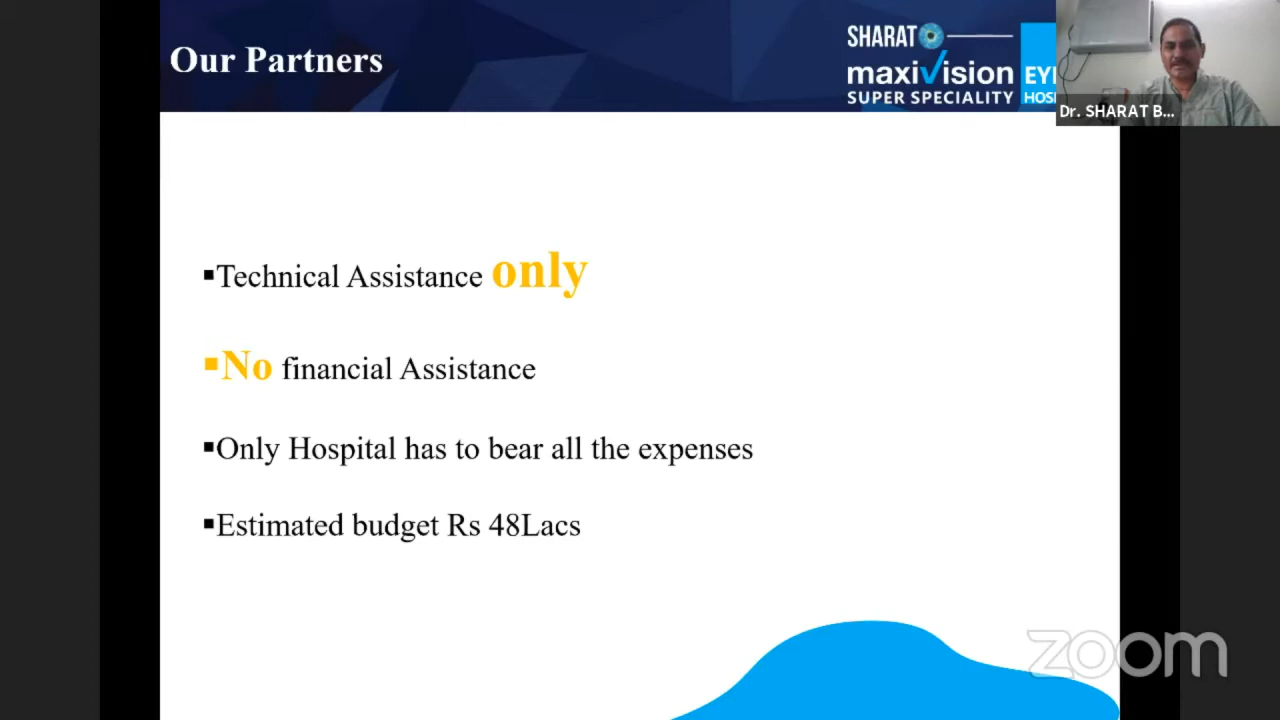 Our Partners
SHARAT
maxivision
SUPER SPECIALITY
Dr. SHARAT B...
▪Technical Assistance only
▪No financial Assistance
▪Only Hospital has to bear all the expenses
▪Estimated budget Rs 48Lacs
zoom